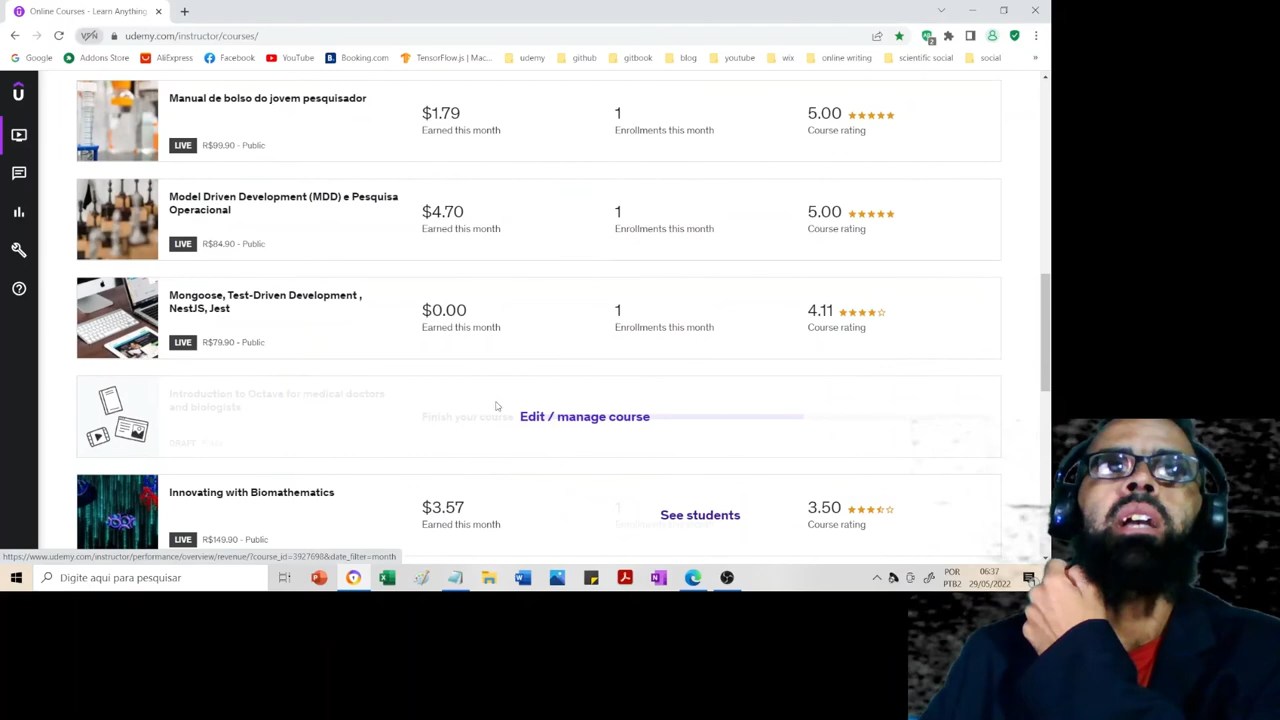 Online Courses - Learn Anything
udemy.com/instructor/courses/
Google Addons Store AliExpress Facebook YouTube Booking.com TensorFlow.js | Mac... udemy github gitbook blog youtube wix online writing scientific social social
Manual de bolso do jovem pesquisador
$1.79 1 5.00
Earned this month Enrollments this month Course rating
LIVE R$99.90 - Public
Model Driven Development (MDD) e Pesquisa
Operacional
$4.70 1 5.00
Earned this month Enrollments this month Course rating
LIVE R$84.90 - Public
Mongoose, Test-Driven Development ,
NestJS, Jest
$0.00 1 4.11
Earned this month Enrollments this month Course rating
LIVE R$79.90 - Public
Introduction to Octave for medical doctors
and biologists
Finish your course Edit / manage course
DRAFT
Innovating with Biomathematics
$3.57 1 See students 3.50
Earned this month Enrollments this month Course rating
LIVE R$149.90 - Public
https://www.udemy.com/instructor/performance/overview/revenue/?course_id=3927698&date_filter=month
Digite aqui para pesquisar
POR 06:37
PTB2 29/05/2022